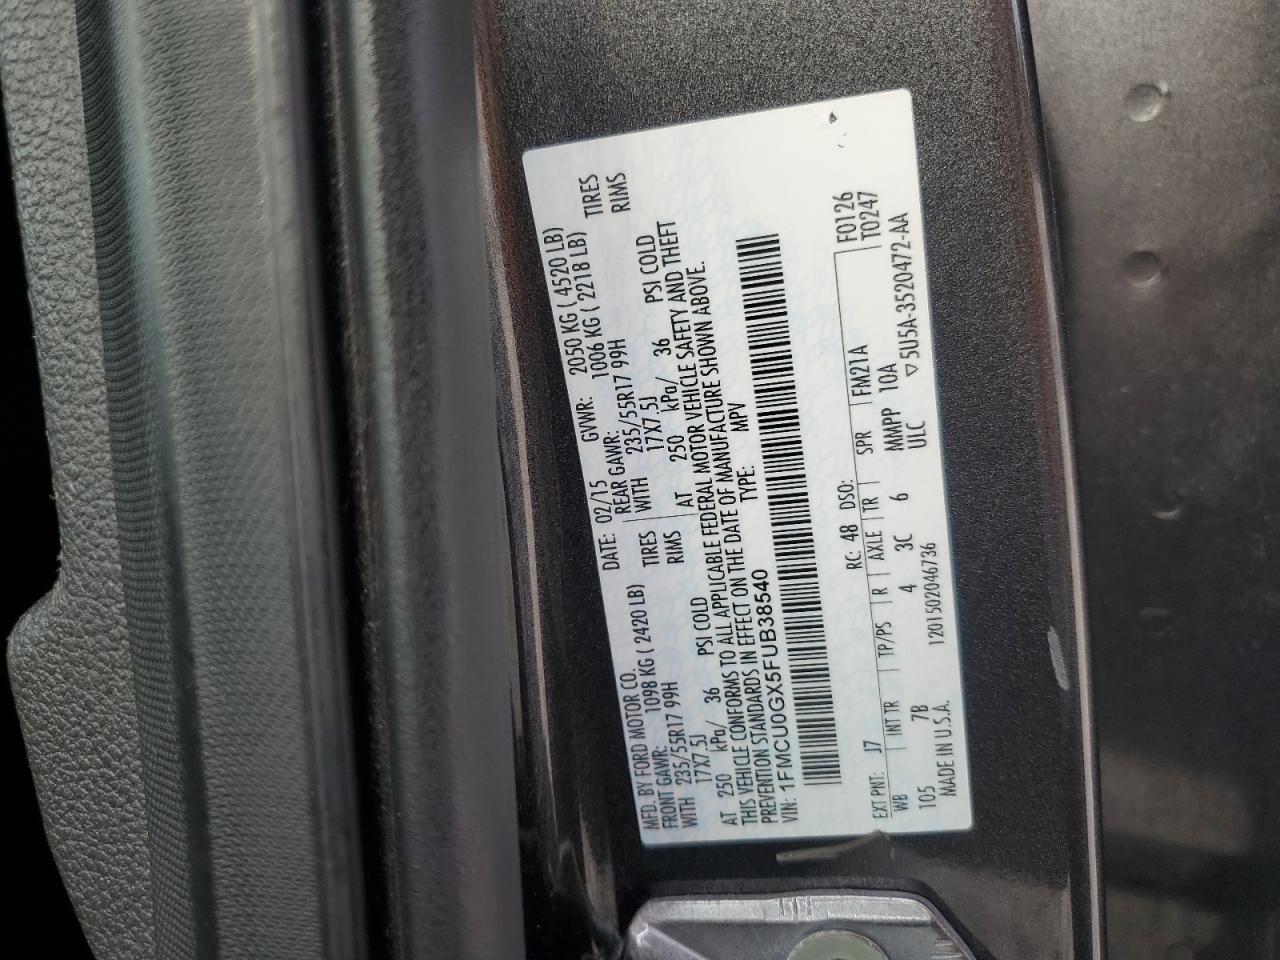 MFD. BY FORD MOTOR CO.
DATE: 02/15 GVWR: 2050 KG ( 4520 LB)
FRONT GAWR: 1098 KG ( 2420 LB) REAR GAWR: 1006 KG ( 2218 LB)
WITH 235/55R17 99H TIRES WITH 235/55R17 99H TIRES
17X7.5J RIMS 17X7.5J RIMS
AT 250 kPa/ 36 PSI COLD AT 250 kPa/ 36 PSI COLD
THIS VEHICLE CONFORMS TO ALL APPLICABLE FEDERAL MOTOR VEHICLE SAFETY AND THEFT
PREVENTION STANDARDS IN EFFECT ON THE DATE OF MANUFACTURE SHOWN ABOVE.
VIN: 1FMCU0GX5FUB38540 TYPE: MPV
EXT PNT: J7 RC: 48 DSO: F0126
WB INT TR TP/PS R AXLE TR SPR FM21A T0247
105 7B 4 3C 6 MMPP 10A
MADE IN U.S.A. 1201502046736 ULC ▽5U5A-3520472-AA